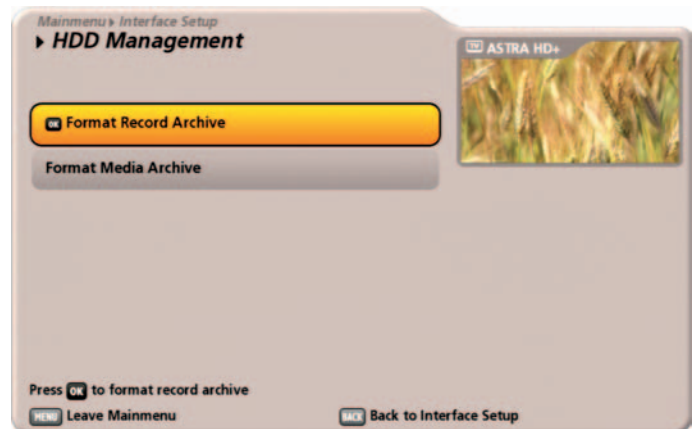 Mainmenu▸ Interface Setup
▸ HDD Management
TV ASTRA HD+
OK Format Record Archive
Format Media Archive
Press OK to format record archive
MENU Leave Mainmenu
BACK Back to Interface Setup